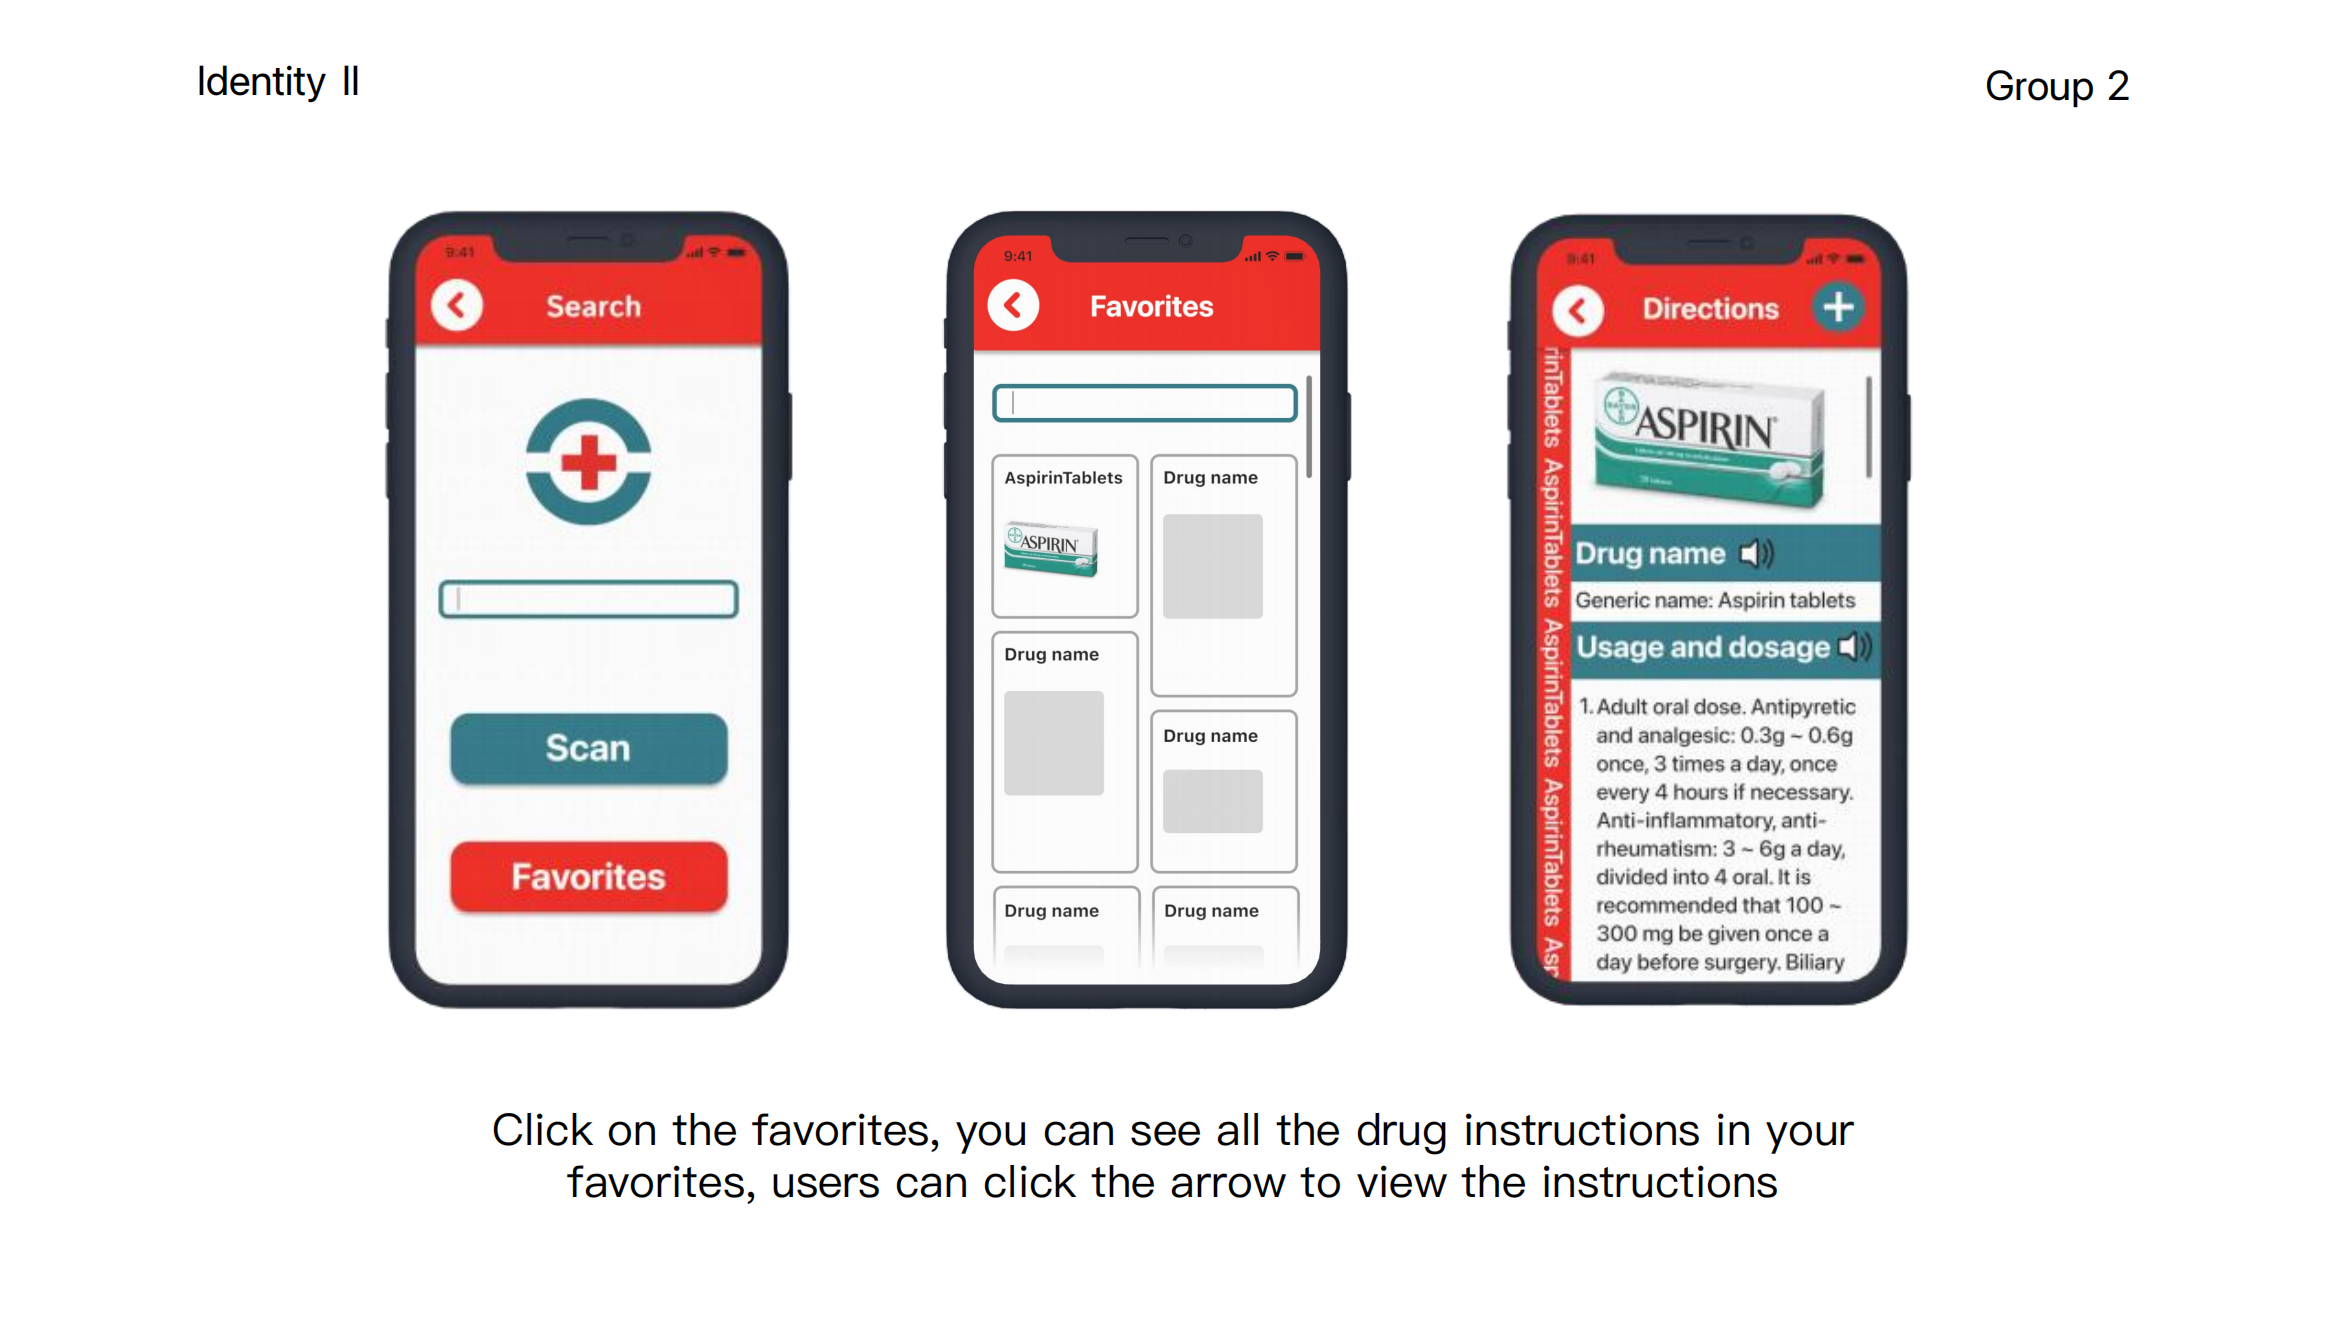 Identity II
Group 2
9:41
Search
Scan
Favorites
9:41
Favorites
AspirinTablets
Drug name
ASPIRIN
Drug name
Drug name
Drug name
Drug name
9:41
Directions
rinTablets AspirinTablets AspirinTablets AspirinTablets Asp
BAYER
ASPIRIN
Drug name
Generic name: Aspirin tablets
Usage and dosage
1. Adult oral dose. Antipyretic
and analgesic: 0.3g ~ 0.6g
once, 3 times a day, once
every 4 hours if necessary.
Anti-inflammatory, anti-
rheumatism: 3 ~ 6g a day,
divided into 4 oral. It is
recommended that 100 ~
300 mg be given once a
day before surgery. Biliary
Click on the favorites, you can see all the drug instructions in your
favorites, users can click the arrow to view the instructions